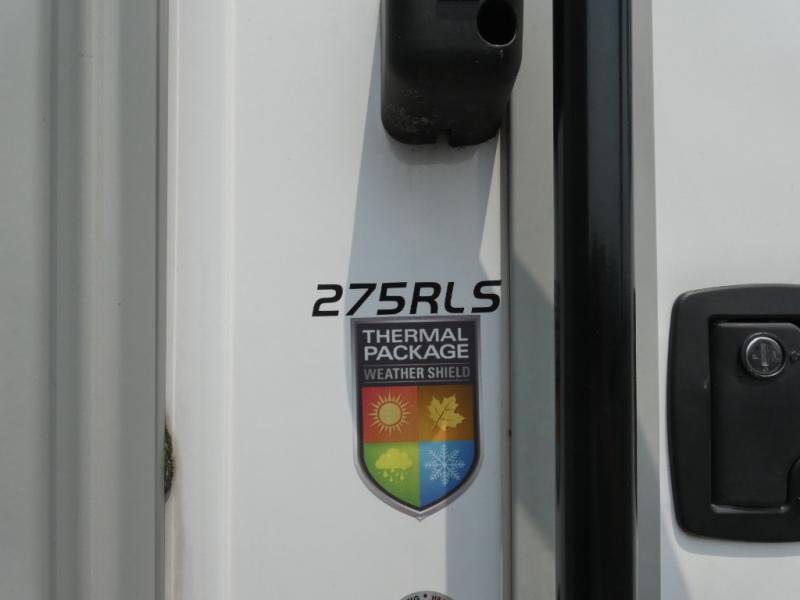 275RLS
THERMAL
PACKAGE
WEATHER SHIELD